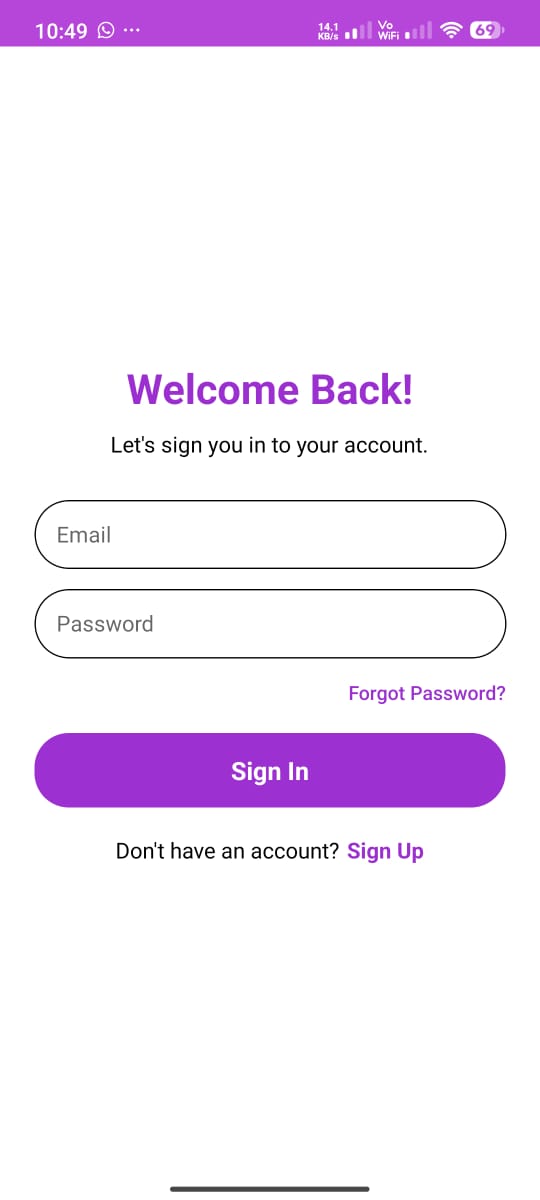 10:49 ...
14.1 KB/s Vo WiFi 69
Welcome Back!
Let's sign you in to your account.
Email
Password
Forgot Password?
Sign In
Don't have an account? Sign Up